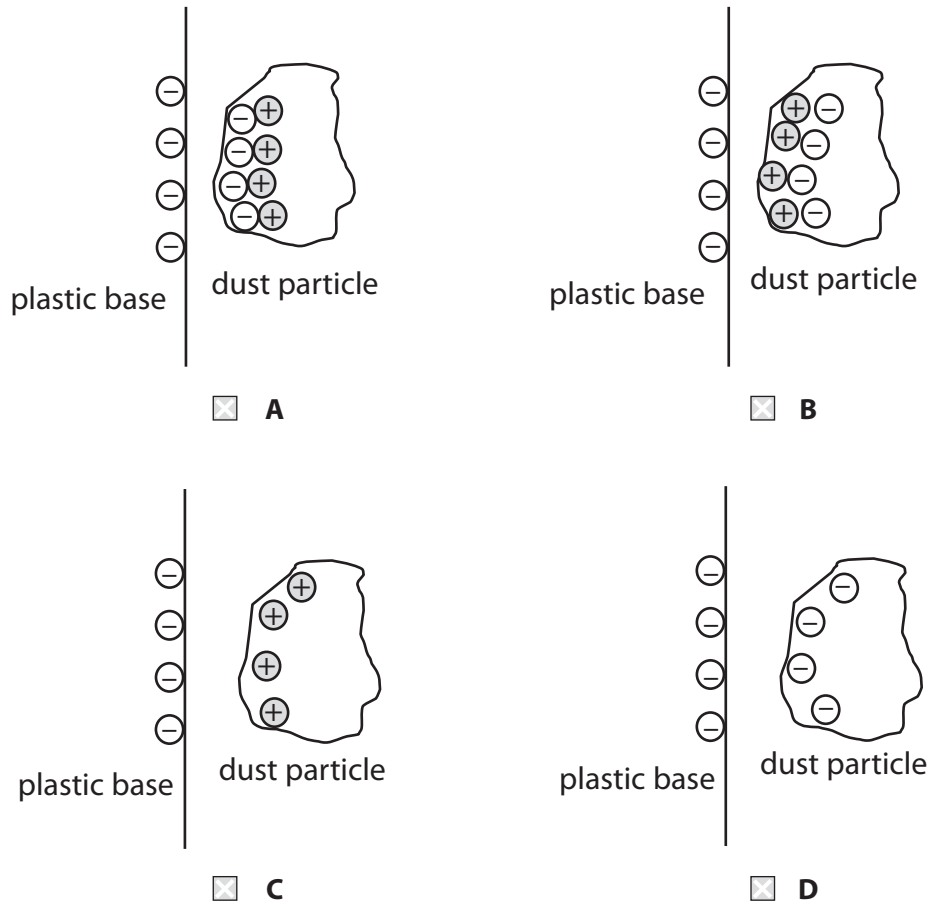 − + − +
− + − +
− + − +
− + − +
− − + −
− − + −
− − + −
− − + −
dust particle
plastic base
dust particle
plastic base
A
B
− + −
− + −
− + −
− + −
− −
− −
− −
− −
dust particle
plastic base
dust particle
plastic base
C
D